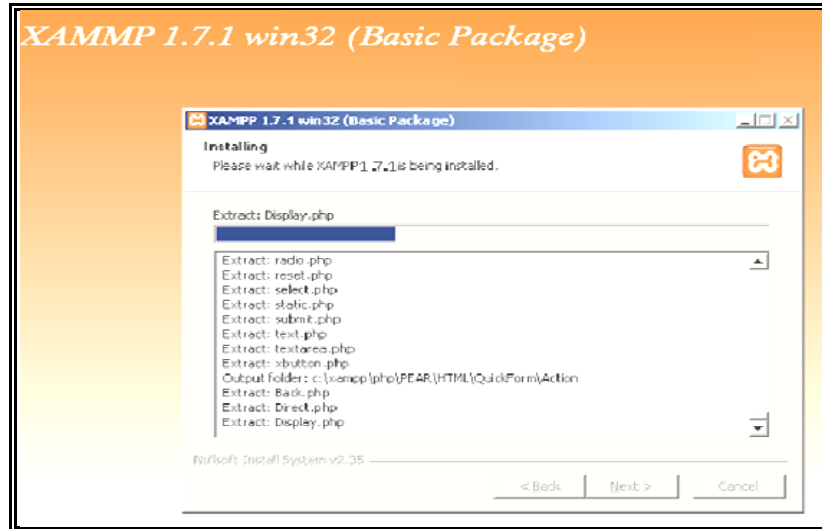 XAMMP 1.7.1 win32 (Basic Package)
XAMPP 1.7.1 win32 (Basic Package)
Installing
Please wait while XAMPP1.7.1is being installed.
Extract: Display.php
Extract: radio.php
Extract: reset.php
Extract: select.php
Extract: static.php
Extract: submit.php
Extract: text.php
Extract: textarea.php
Extract: xbutton.php
Output folder: c:\xampp\php\PEAR\HTML\QuickForm\Action
Extract: Back.php
Extract: Direct.php
Extract: Display.php
Nullsoft Install System v2.35
< Back Next > Cancel